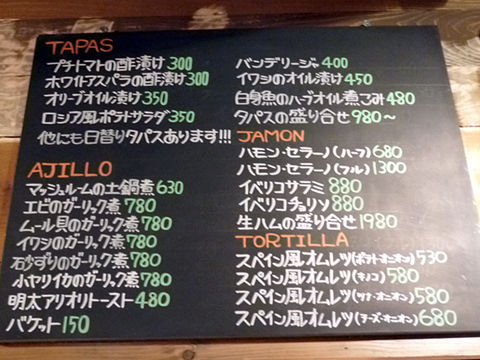 TAPAS
プチトマトの酢漬け 300
ホワイトアスパラの酢漬け 300
オリーブオイル漬け 350
ロシア風ポテトサラダ 350
他にも日替りタパスあります!!!
AJILLO
マッシュルームの土鍋煮 630
エビのガーリック煮 780
ムール貝のガーリック煮 780
イワシのガーリック煮 780
砂ずりのガーリック煮 780
小ヤリイカのガーリック煮 780
明太アリオリトースト 480
バケット 150
バンデリージャ 400
イワシのオイル漬け 450
白身魚のハーブオイル煮こみ 480
タパスの盛り合せ 980〜
JAMON
ハモン・セラーノ(ハーフ) 680
ハモン・セラーノ(フル) 1300
イベリコサラミ 880
イベリコチョリソ 880
生ハムの盛り合せ 1980
TORTILLA
スペイン風オムレツ(ポテト・オニオン) 530
スペイン風オムレツ(キノコ) 580
スペイン風オムレツ(ツナ・オニオン) 580
スペイン風オムレツ(チーズ・オニオン) 680